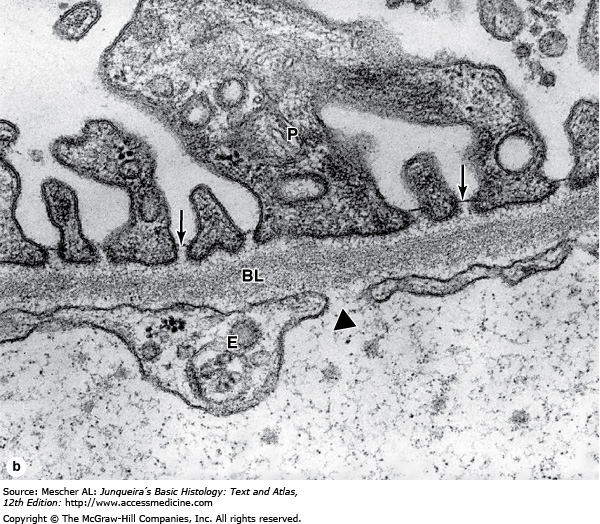 P
BL
E
b
Source: Mescher AL: Junqueira´s Basic Histology: Text and Atlas,
12th Edition: http://www.accessmedicine.com
Copyright © The McGraw-Hill Companies, Inc. All rights reserved.